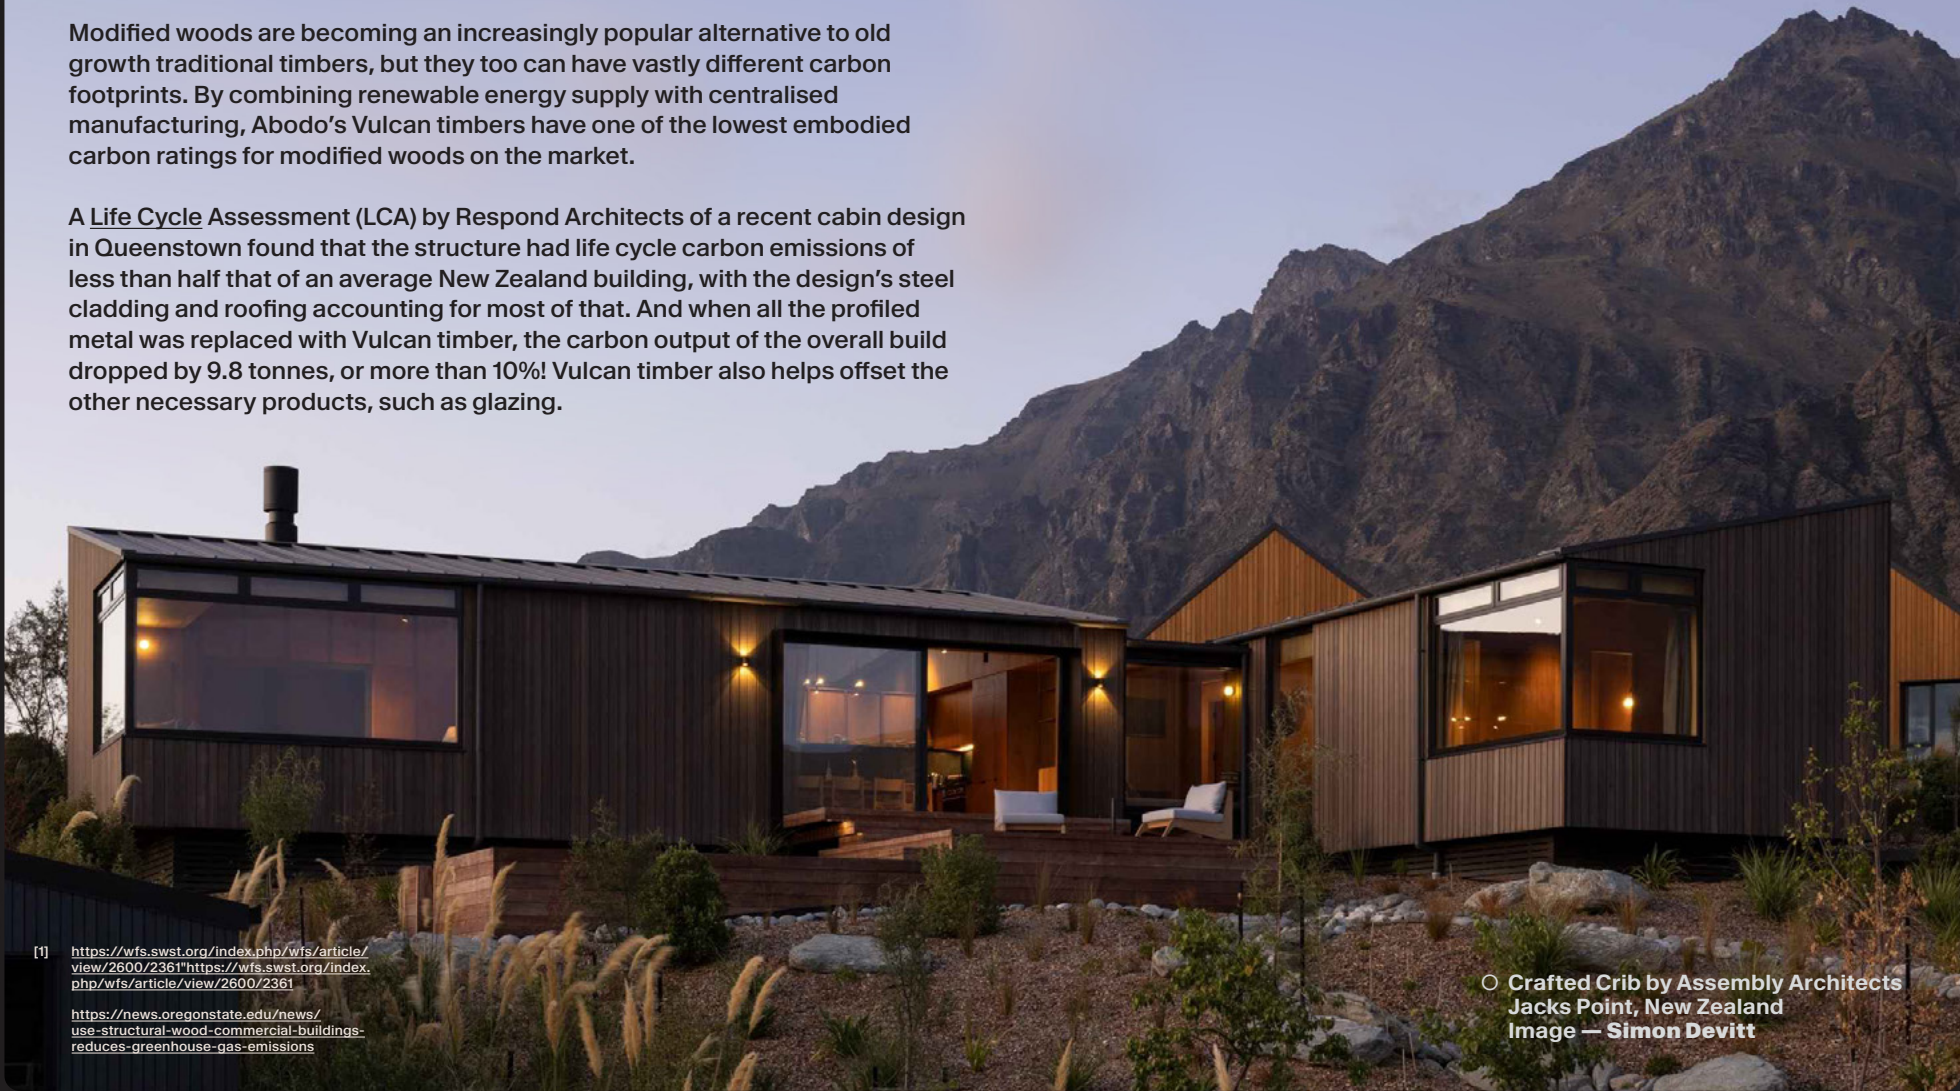 Modified woods are becoming an increasingly popular alternative to old
growth traditional timbers, but they too can have vastly different carbon
footprints. By combining renewable energy supply with centralised
manufacturing, Abodo’s Vulcan timbers have one of the lowest embodied
carbon ratings for modified woods on the market.
A Life Cycle Assessment (LCA) by Respond Architects of a recent cabin design
in Queenstown found that the structure had life cycle carbon emissions of
less than half that of an average New Zealand building, with the design’s steel
cladding and roofing accounting for most of that. And when all the profiled
metal was replaced with Vulcan timber, the carbon output of the overall build
dropped by 9.8 tonnes, or more than 10%! Vulcan timber also helps offset the
other necessary products, such as glazing.
[1] https://wfs.swst.org/index.php/wfs/article/
view/2600/2361"https://wfs.swst.org/index.
php/wfs/article/view/2600/2361
https://news.oregonstate.edu/news/
use-structural-wood-commercial-buildings-
reduces-greenhouse-gas-emissions
Crafted Crib by Assembly Architects
Jacks Point, New Zealand
Image — Simon Devitt